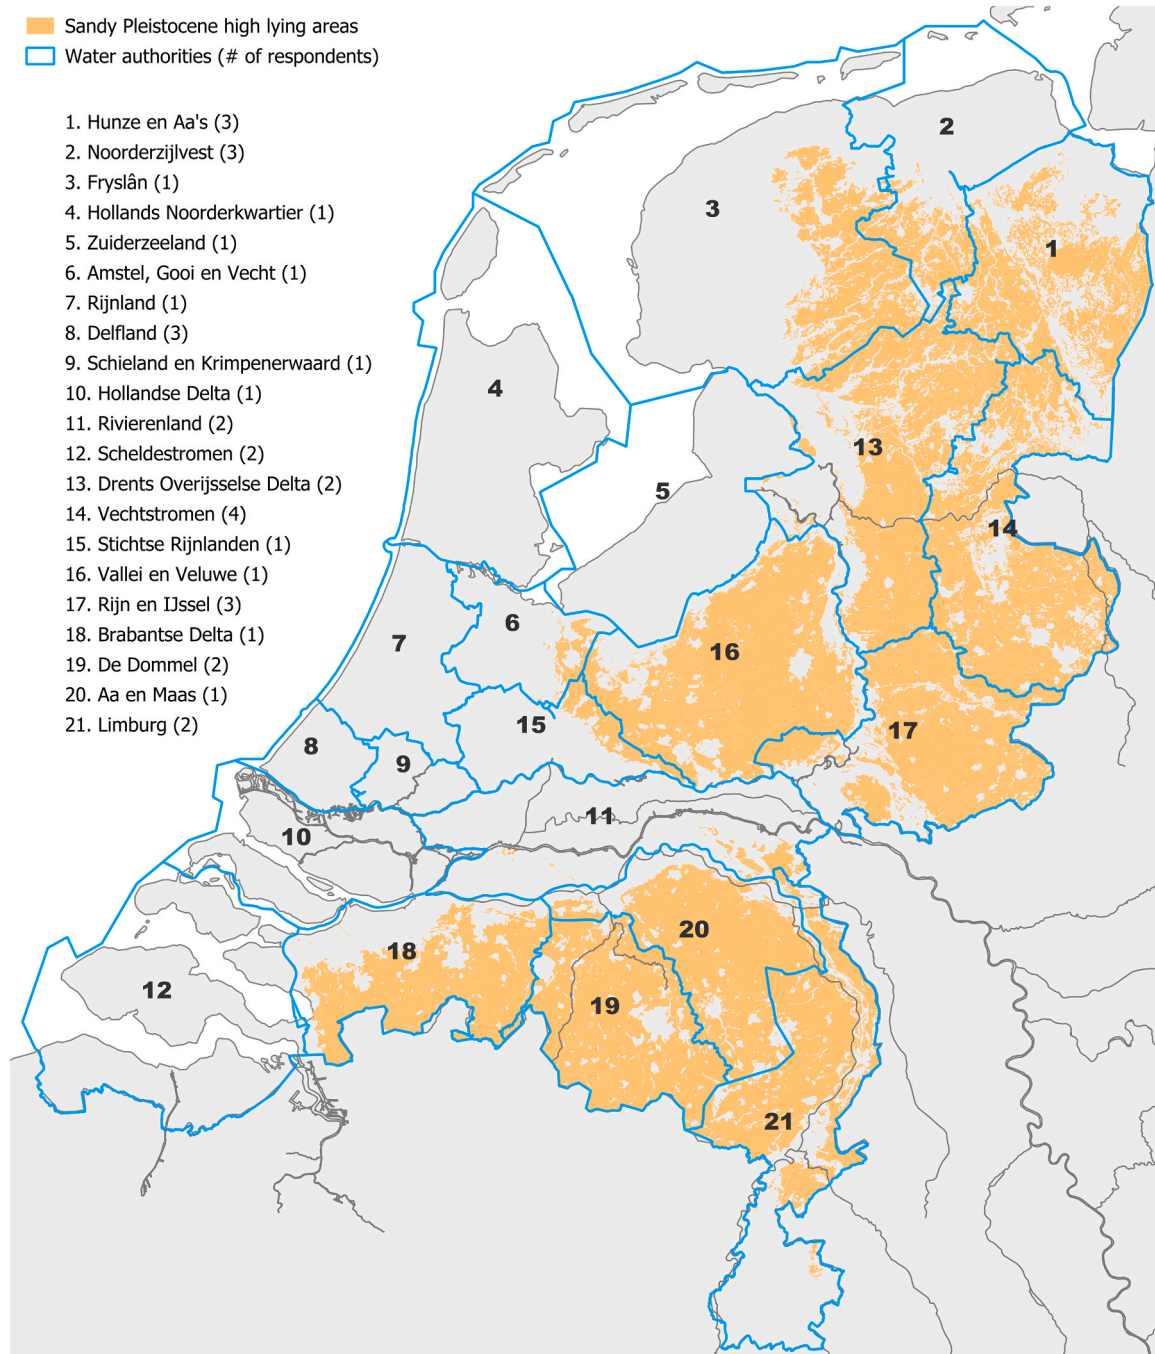 Sandy Pleistocene high lying areas
Water authorities (# of respondents)
1. Hunze en Aa's (3)
2. Noorderzijlvest (3)
3. Fryslân (1)
4. Hollands Noorderkwartier (1)
5. Zuiderzeeland (1)
6. Amstel, Gooi en Vecht (1)
7. Rijnland (1)
8. Delfland (3)
9. Schieland en Krimpenerwaard (1)
10. Hollandse Delta (1)
11. Rivierenland (2)
12. Scheldestromen (2)
13. Drents Overijsselse Delta (2)
14. Vechtstromen (4)
15. Stichtse Rijnlanden (1)
16. Vallei en Veluwe (1)
17. Rijn en IJssel (3)
18. Brabantse Delta (1)
19. De Dommel (2)
20. Aa en Maas (1)
21. Limburg (2)
2
3
1
4
13
5
14
6
7
16
15
17
8
9
11
10
20
18
12
19
21